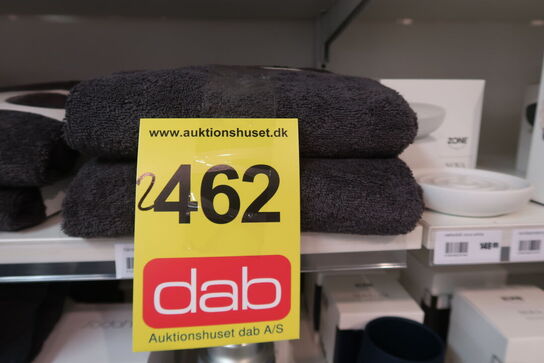 www.auktionshuset.dk
2462
dab
Auktionshuset dab A/S
ZONE